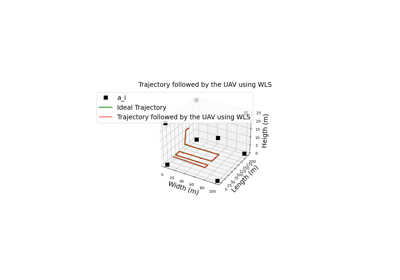 Trajectory followed by the UAV using WLS
a_i
Ideal Trajectory
Trajectory followed by the UAV using WLS
25
20
15
10
5
0
Heigth (m)
0
20
40
60
80
100
Width (m)
Length (m)